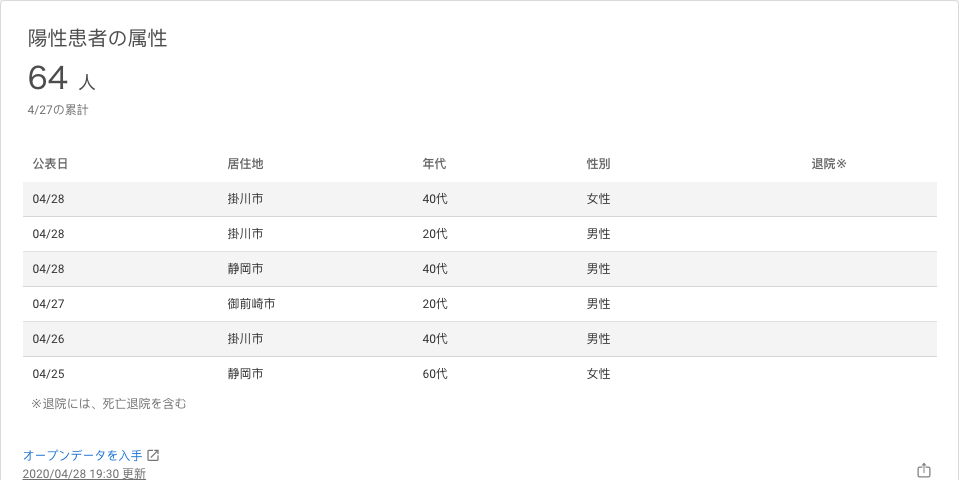 陽性患者の属性
64 人
4/27の累計
公表日 居住地 年代 性別 退院※
04/28 掛川市 40代 女性
04/28 掛川市 20代 男性
04/28 静岡市 40代 男性
04/27 御前崎市 20代 男性
04/26 掛川市 40代 男性
04/25 静岡市 60代 女性
※退院には、死亡退院を含む
オープンデータを入手
2020/04/28 19:30 更新